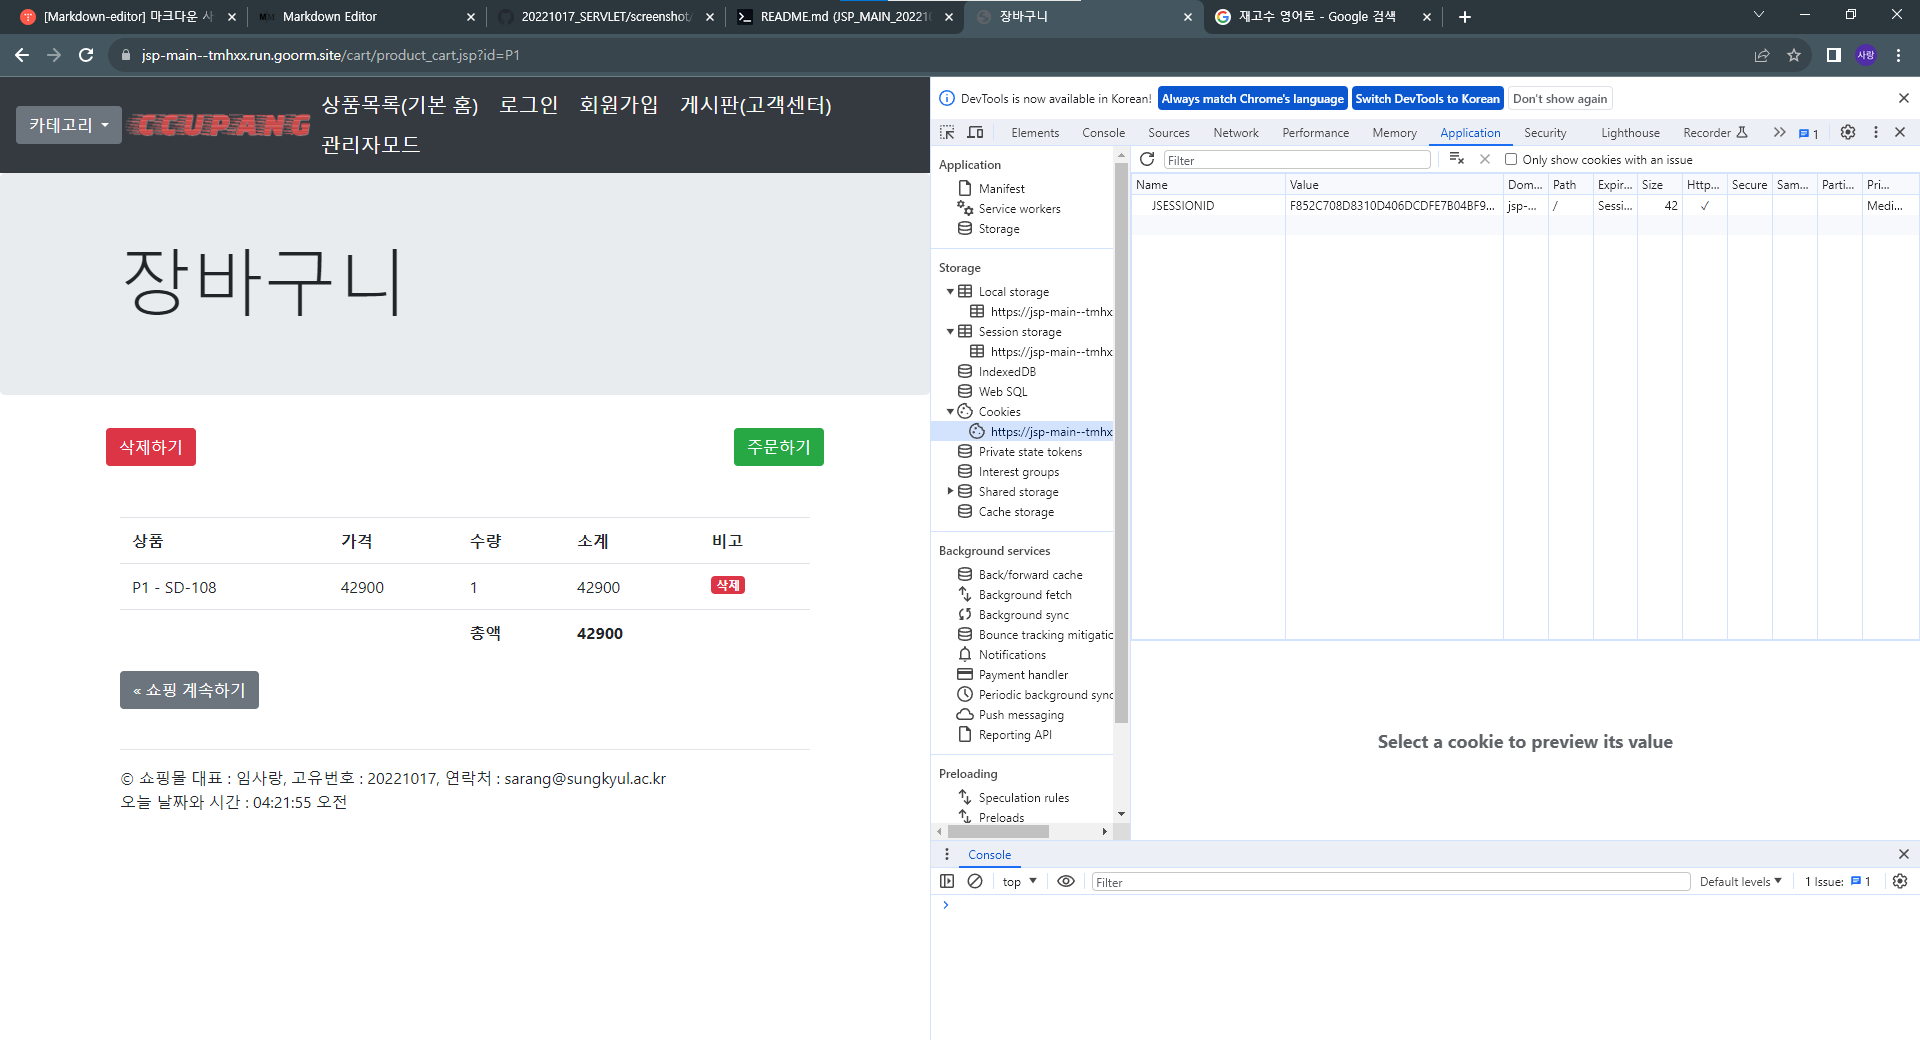 [Markdown-editor] 마크다운 사
Markdown Editor
20221017_SERVLET/screenshot/
README.md (JSP_MAIN_20221
장바구니
재고수 영어로 - Google 검색
jsp-main--tmhxx.run.goorm.site/cart/product_cart.jsp?id=P1
사랑
카테고리
CCUPANG
상품목록(기본 홈) 로그인 회원가입 게시판(고객센터)
관리자모드
장바구니
삭제하기
주문하기
상품 가격 수량 소계 비고
P1 - SD-108 42900 1 42900 삭제
총액 42900
« 쇼핑 계속하기
© 쇼핑몰 대표 : 임사랑, 고유번호 : 20221017, 연락처 : sarang@sungkyul.ac.kr
오늘 날짜와 시간 : 04:21:55 오전
DevTools is now available in Korean! Always match Chrome's language Switch DevTools to Korean Don't show again
Elements Console Sources Network Performance Memory Application Security Lighthouse Recorder 1
Application
Manifest
Service workers
Storage
Storage
Local storage
https://jsp-main--tmhx
Session storage
https://jsp-main--tmhx
IndexedDB
Web SQL
Cookies
https://jsp-main--tmhx
Private state tokens
Interest groups
Shared storage
Cache storage
Background services
Back/forward cache
Background fetch
Background sync
Bounce tracking mitigatic
Notifications
Payment handler
Periodic background sync
Push messaging
Reporting API
Preloading
Speculation rules
Preloads
Filter
Only show cookies with an issue
Name Value Dom... Path Expir... Size Http... Secure Sam... Parti... Pri...
JSESSIONID F852C708D8310D406DCDFE7B04BF9... jsp-... / Sessi... 42 ✓ Medi...
Select a cookie to preview its value
Console
top Filter Default levels 1 Issue: 1